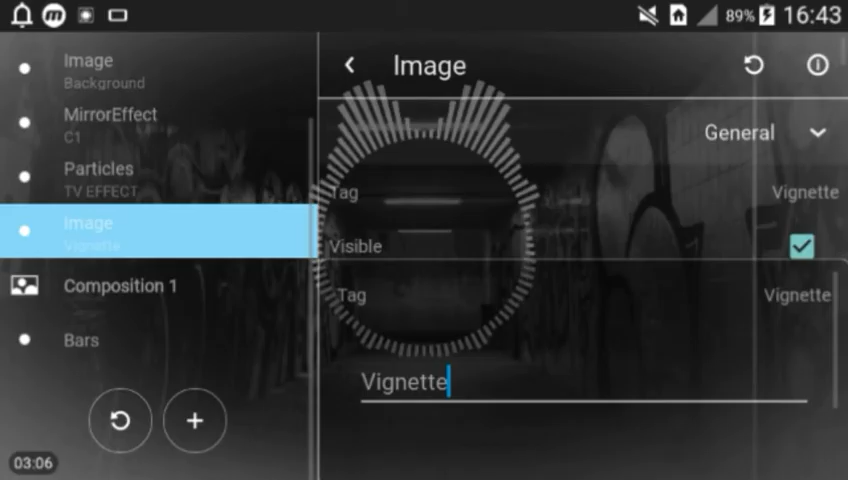 89% 16:43
Image
Background
MirrorEffect
C1
Particles
TV EFFECT
Image
Vignette
Composition 1
Bars
03:06
Image
General
Tag Vignette
Visible
Tag Vignette
Vignette